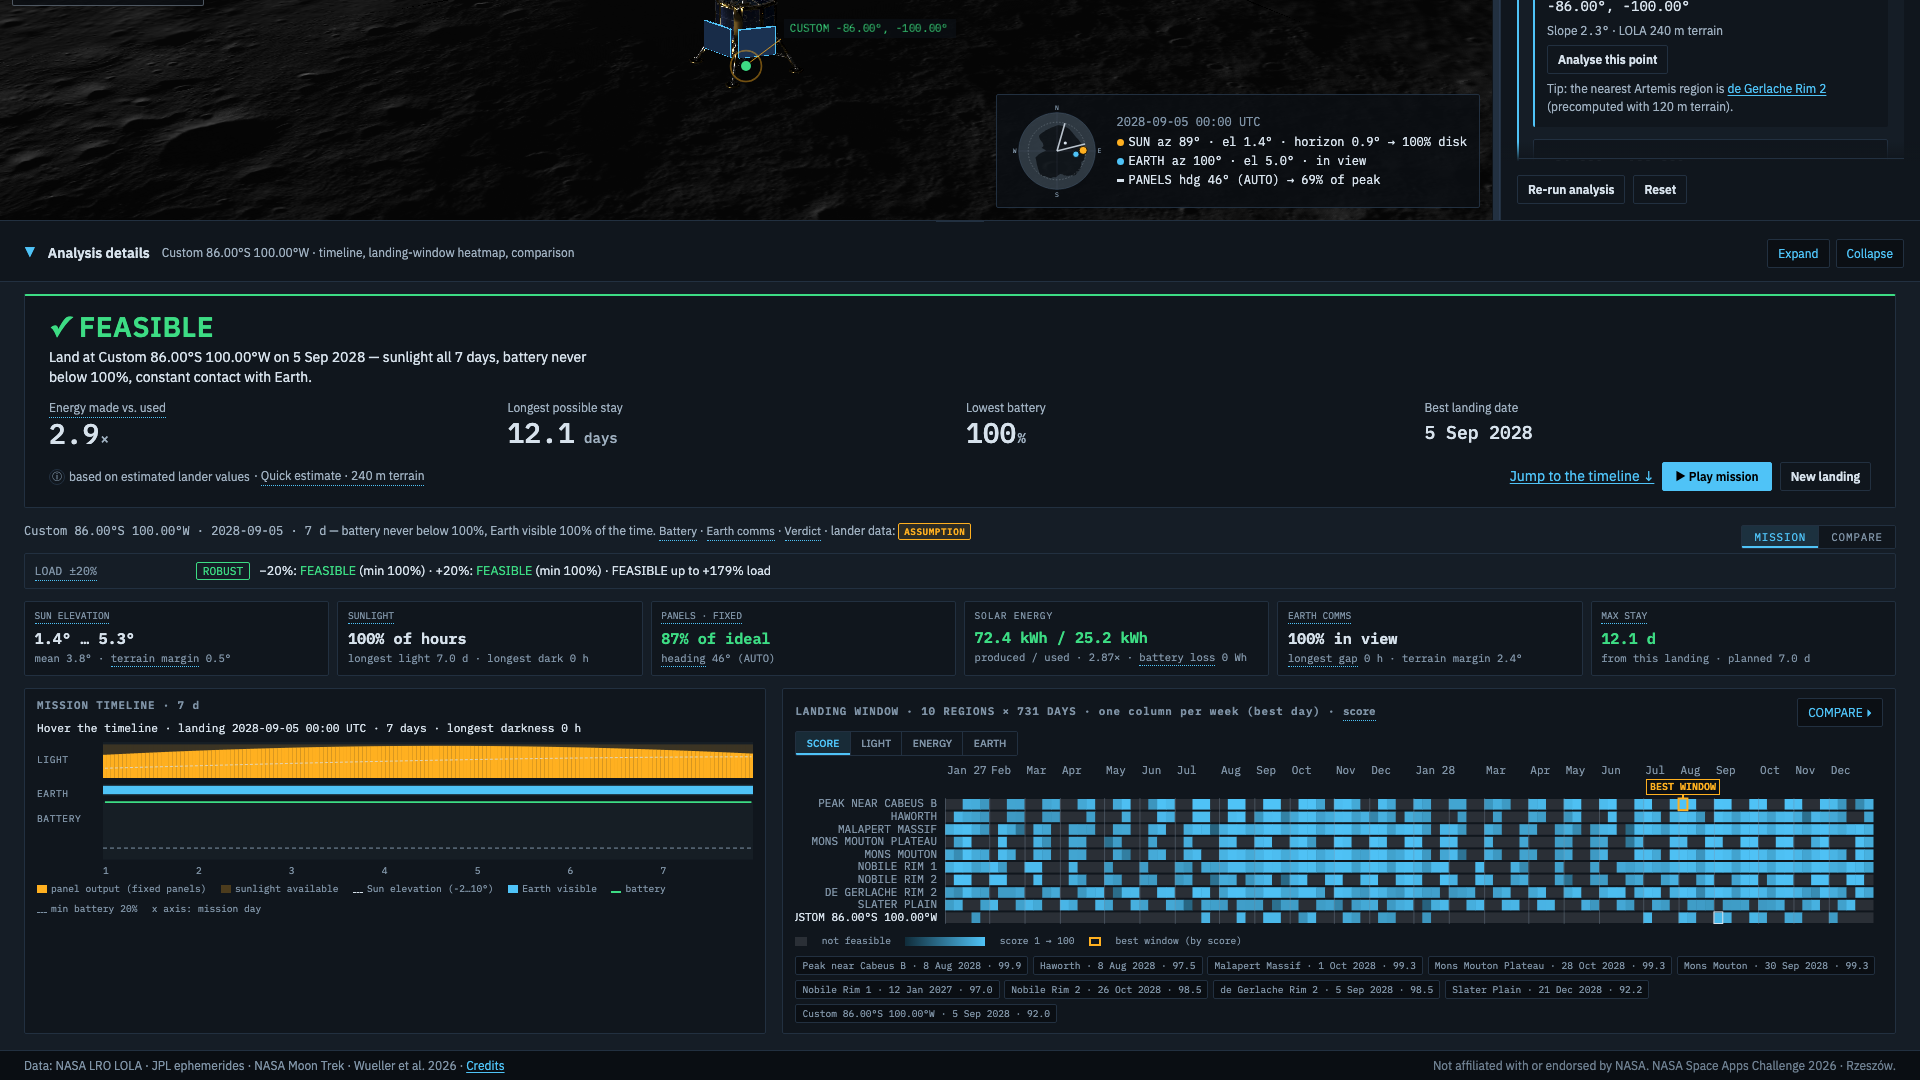 CUSTOM -86.00°, -100.00°
-86.00°, -100.00°
Slope 2.3° · LOLA 240 m terrain
Analyse this point
Tip: the nearest Artemis region is de Gerlache Rim 2
(precomputed with 120 m terrain).
N
W
E
S
2028-09-05 00:00 UTC
SUN az 89° · el 1.4° · horizon 0.9° → 100% disk
EARTH az 100° · el 5.0° · in view
PANELS hdg 46° (AUTO) → 69% of peak
Re-run analysis
Reset
▼ Analysis details Custom 86.00°S 100.00°W · timeline, landing-window heatmap, comparison
Expand
Collapse
✓ FEASIBLE
Land at Custom 86.00°S 100.00°W on 5 Sep 2028 — sunlight all 7 days, battery never
below 100%, constant contact with Earth.
Energy made vs. used
2.9×
Longest possible stay
12.1 days
Lowest battery
100%
Best landing date
5 Sep 2028
ⓘ based on estimated lander values · Quick estimate · 240 m terrain
Jump to the timeline ↓
▶ Play mission
New landing
Custom 86.00°S 100.00°W · 2028-09-05 · 7 d — battery never below 100%, Earth visible 100% of the time. Battery · Earth comms · Verdict · lander data: ASSUMPTION
MISSION
COMPARE
LOAD ±20%
ROBUST −20%: FEASIBLE (min 100%) · +20%: FEASIBLE (min 100%) · FEASIBLE up to +179% load
SUN ELEVATION
1.4° … 5.3°
mean 3.8° · terrain margin 0.5°
SUNLIGHT
100% of hours
longest light 7.0 d · longest dark 0 h
PANELS · FIXED
87% of ideal
heading 46° (AUTO)
SOLAR ENERGY
72.4 kWh / 25.2 kWh
produced / used · 2.87× · battery loss 0 Wh
EARTH COMMS
100% in view
longest gap 0 h · terrain margin 2.4°
MAX STAY
12.1 d
from this landing · planned 7.0 d
MISSION TIMELINE · 7 d
Hover the timeline · landing 2028-09-05 00:00 UTC · 7 days · longest darkness 0 h
LIGHT
EARTH
BATTERY
1 2 3 4 5 6 7
panel output (fixed panels) sunlight available Sun elevation (-2…10°) Earth visible battery
min battery 20% x axis: mission day
LANDING WINDOW · 10 REGIONS × 731 DAYS · one column per week (best day) · score
COMPARE ▸
SCORE LIGHT ENERGY EARTH
Jan 27 Feb Mar Apr May Jun Jul Aug Sep Oct Nov Dec Jan 28 Mar Apr May Jun Jul Aug Sep Oct Nov Dec
BEST WINDOW
PEAK NEAR CABEUS B
HAWORTH
MALAPERT MASSIF
MONS MOUTON PLATEAU
MONS MOUTON
NOBILE RIM 1
NOBILE RIM 2
DE GERLACHE RIM 2
SLATER PLAIN
JSTOM 86.00°S 100.00°W
not feasible score 1 → 100 best window (by score)
Peak near Cabeus B · 8 Aug 2028 · 99.9
Haworth · 8 Aug 2028 · 97.5
Malapert Massif · 1 Oct 2028 · 99.3
Mons Mouton Plateau · 28 Oct 2028 · 99.3
Mons Mouton · 30 Sep 2028 · 99.3
Nobile Rim 1 · 12 Jan 2027 · 97.0
Nobile Rim 2 · 26 Oct 2028 · 98.5
de Gerlache Rim 2 · 5 Sep 2028 · 98.5
Slater Plain · 21 Dec 2028 · 92.2
Custom 86.00°S 100.00°W · 5 Sep 2028 · 92.0
Data: NASA LRO LOLA · JPL ephemerides · NASA Moon Trek · Wueller et al. 2026 · Credits
Not affiliated with or endorsed by NASA. NASA Space Apps Challenge 2026 · Rzeszów.